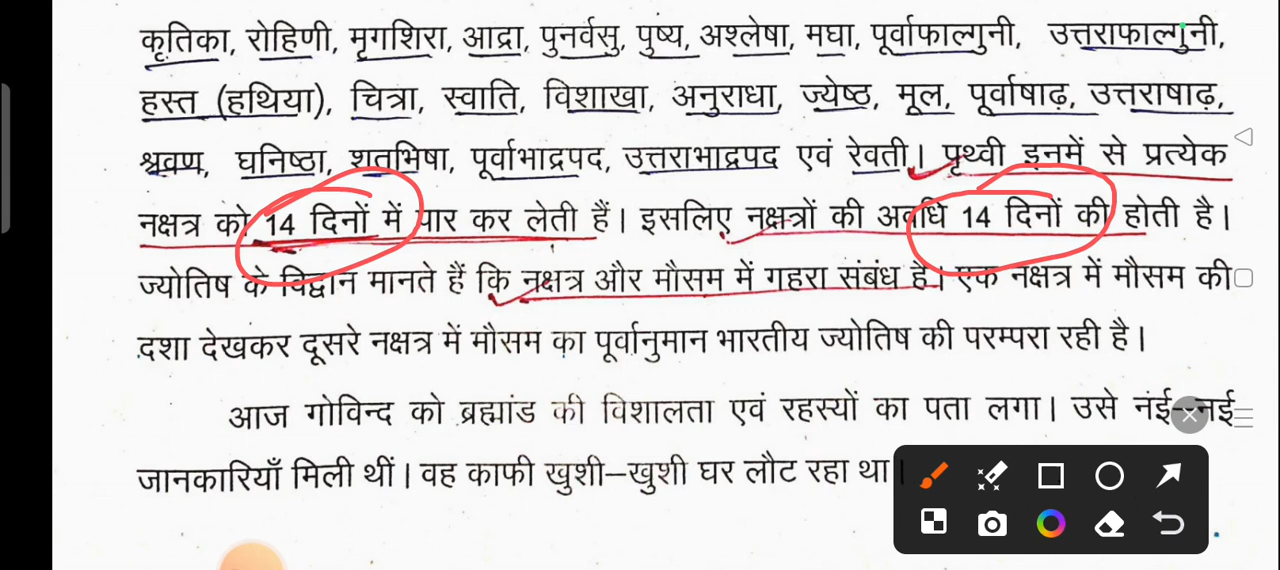 कृतिका, रोहिणी, मृगशिरा, आद्रा, पुनर्वसु, पुष्य, अश्लेषा, मघा, पूर्वाफाल्गुनी, उत्तराफाल्गुनी,
हस्त (हथिया), चित्रा, स्वाति, विशाखा, अनुराधा, ज्येष्ठ, मूल, पूर्वाषाढ़, उत्तराषाढ़,
श्रवण, घनिष्ठा, शतभिषा, पूर्वाभाद्रपद, उत्तराभाद्रपद एवं रेवती। पृथ्वी इनमें से प्रत्येक
नक्षत्र को 14 दिनों में पार कर लेती हैं। इसलिए नक्षत्रों की अवधि 14 दिनों की होती है।
ज्योतिष के विद्वान मानते हैं कि नक्षत्र और मौसम में गहरा संबंध है। एक नक्षत्र में मौसम की
दशा देखकर दूसरे नक्षत्र में मौसम का पूर्वानुमान भारतीय ज्योतिष की परम्परा रही है।
आज गोविन्द को ब्रह्मांड की विशालता एवं रहस्यों का पता लगा। उसे नंई-नई
जानकारियाँ मिली थीं। वह काफी खुशी-खुशी घर लौट रहा था।